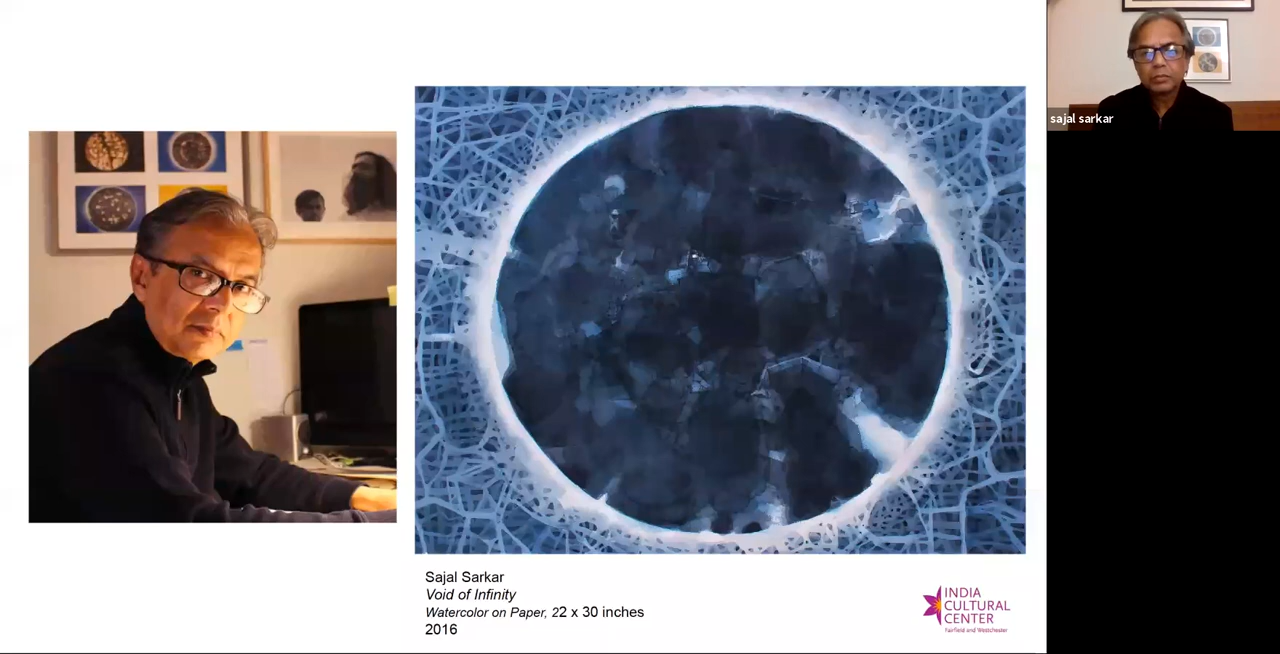 sajal sarkar
Sajal Sarkar
Void of Infinity
Watercolor on Paper, 22 x 30 inches
2016
INDIA
CULTURAL
CENTER
Fairfield and Westchester